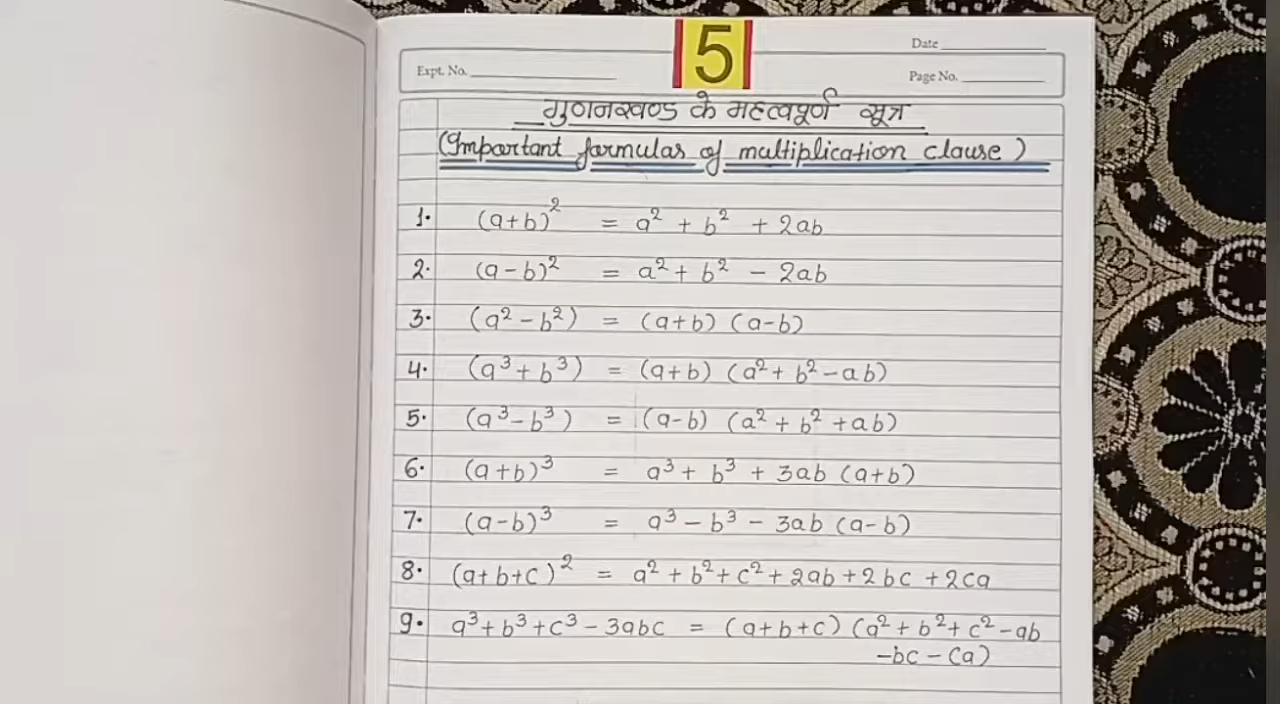 5
Date
Expt. No.
Page No.
गुणनखण्ड के महत्वपूर्ण सूत्र
(Important formulas of multiplication clause)
1. (a+b)² = a² + b² + 2ab
2. (a-b)² = a² + b² - 2ab
3. (a² - b²) = (a+b) (a-b)
4. (a³ + b³) = (a+b) (a² + b² - ab)
5. (a³ - b³) = (a-b) (a² + b² + ab)
6. (a+b)³ = a³ + b³ + 3ab (a+b)
7. (a-b)³ = a³ - b³ - 3ab (a-b)
8. (a+b+c)² = a² + b² + c² + 2ab + 2bc + 2ca
9. a³ + b³ + c³ - 3abc = (a+b+c) (a² + b² + c² - ab
-bc - ca)